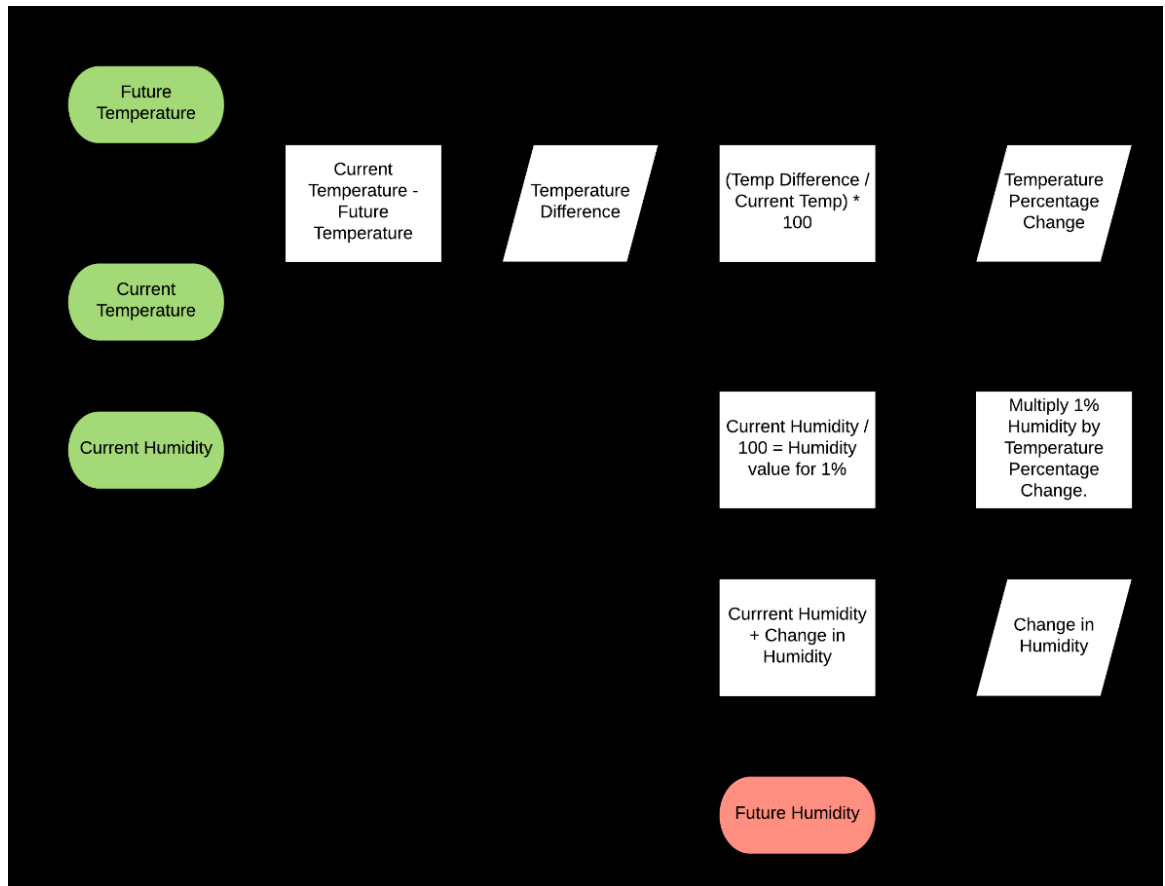 Future
Temperature
Current
Temperature -
Future
Temperature
Temperature
Difference
(Temp Difference /
Current Temp) *
100
Temperature
Percentage
Change
Current
Temperature
Current Humidity
Current Humidity /
100 = Humidity
value for 1%
Multiply 1%
Humidity by
Temperature
Percentage
Change.
Currrent Humidity
+ Change in
Humidity
Change in
Humidity
Future Humidity